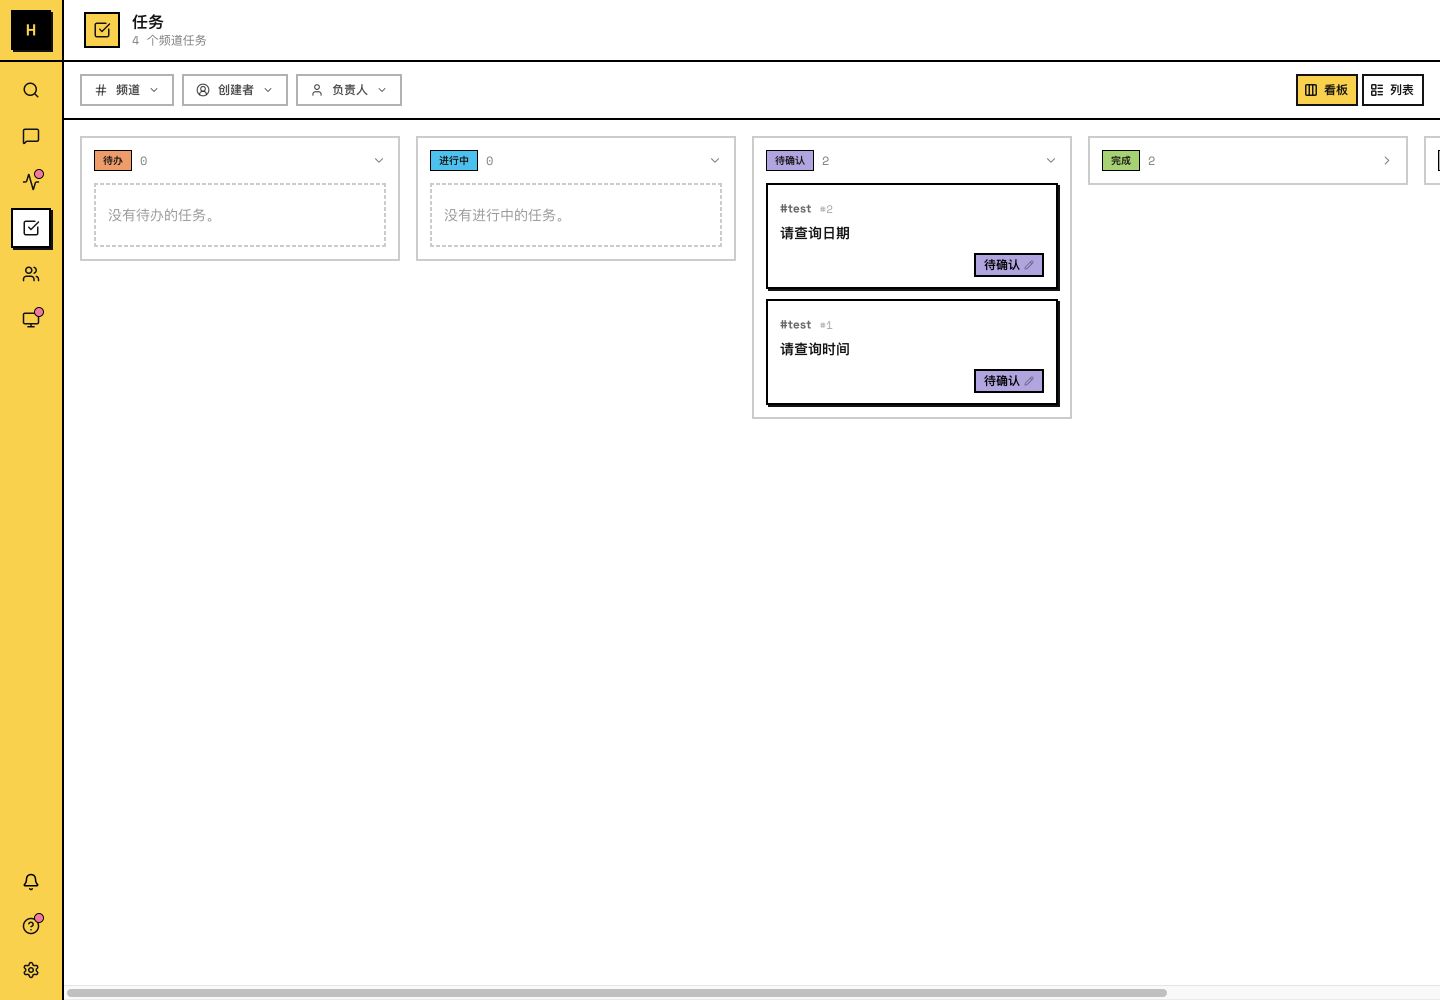 H
任务
4 个频道任务
# 频道
创建者
负责人
看板
列表
待办 0
没有待办的任务。
进行中 0
没有进行中的任务。
待确认 2
#test #2
请查询日期
待确认
#test #1
请查询时间
待确认
完成 2